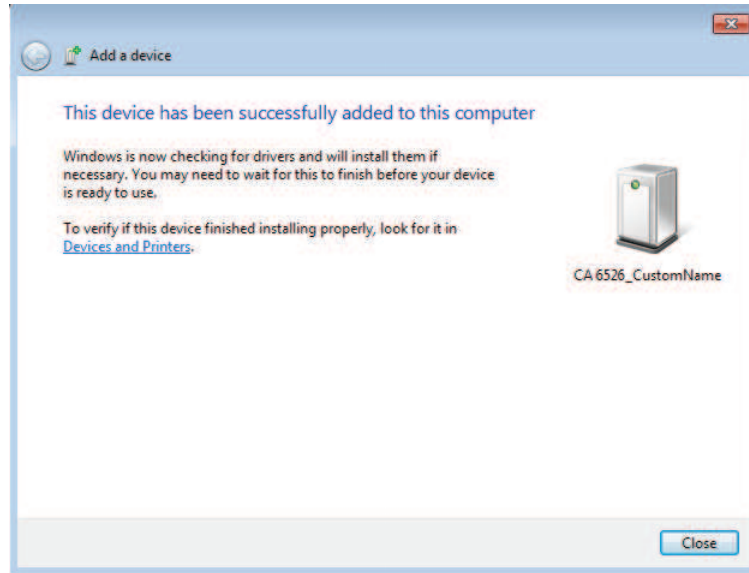 Add a device
This device has been successfully added to this computer
Windows is now checking for drivers and will install them if
necessary. You may need to wait for this to finish before your device
is ready to use.
To verify if this device finished installing properly, look for it in
Devices and Printers.
CA 6526_CustomName
Close